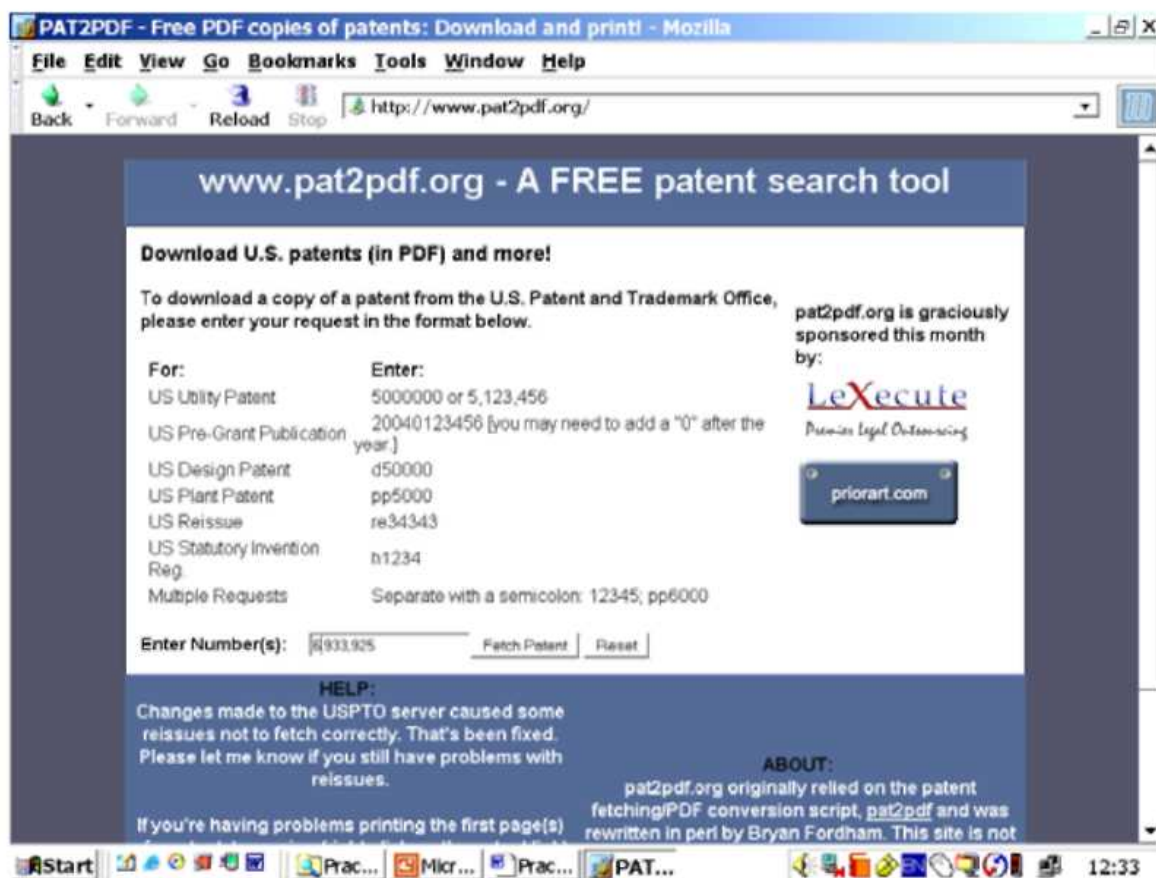 PAT2PDF - Free PDF copies of patents: Download and print! - Mozilla
File Edit View Go Bookmarks Tools Window Help
Back Forward Reload Stop http://www.pat2pdf.org/
www.pat2pdf.org - A FREE patent search tool
Download U.S. patents (in PDF) and more!
To download a copy of a patent from the U.S. Patent and Trademark Office,
please enter your request in the format below.
For: Enter:
US Utility Patent 5000000 or 5,123,456
US Pre-Grant Publication 20040123456 [you may need to add a "0" after the
year.]
US Design Patent d50000
US Plant Patent pp5000
US Reissue re34343
US Statutory Invention
Reg. h1234
Multiple Requests Separate with a semicolon: 12345; pp6000
Enter Number(s): 6,933,925 Fetch Patent Reset
pat2pdf.org is graciously
sponsored this month
by:
LeXecute
Premier Legal Outsourcing
priorart.com
HELP:
Changes made to the USPTO server caused some
reissues not to fetch correctly. That's been fixed.
Please let me know if you still have problems with
reissues.
If you're having problems printing the first page(s)
ABOUT:
pat2pdf.org originally relied on the patent
fetching/PDF conversion script, pat2pdf and was
rewritten in perl by Bryan Fordham. This site is not
Start Prac... Micr... Prac... PAT... EN 12:33